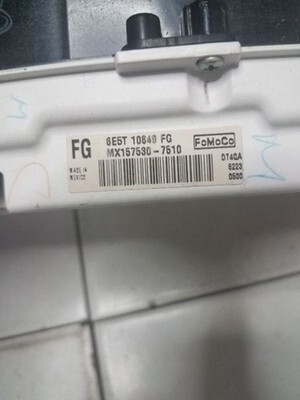 FG
6E5T 10849 FG
FoMoCo
MX157530-7510
MADE IN
MEXICO
DT4QA
6223
0500